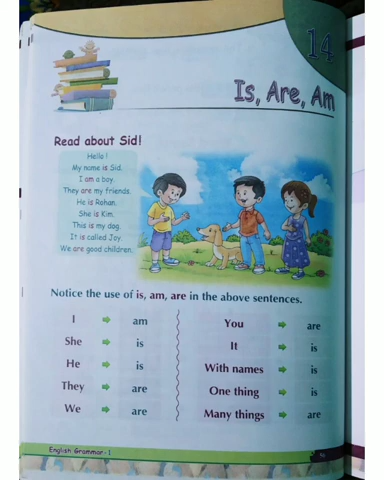 14
Is, Are, Am
Read about Sid!
Hello !
My name is Sid.
I am a boy.
They are my friends.
He is Rohan.
She is Kim.
This is my dog.
It is called Joy.
We are good children.
Notice the use of is, am, are in the above sentences.
I am
She is
He is
They are
We are
You are
It is
With names is
One thing is
Many things are
English Grammar-1